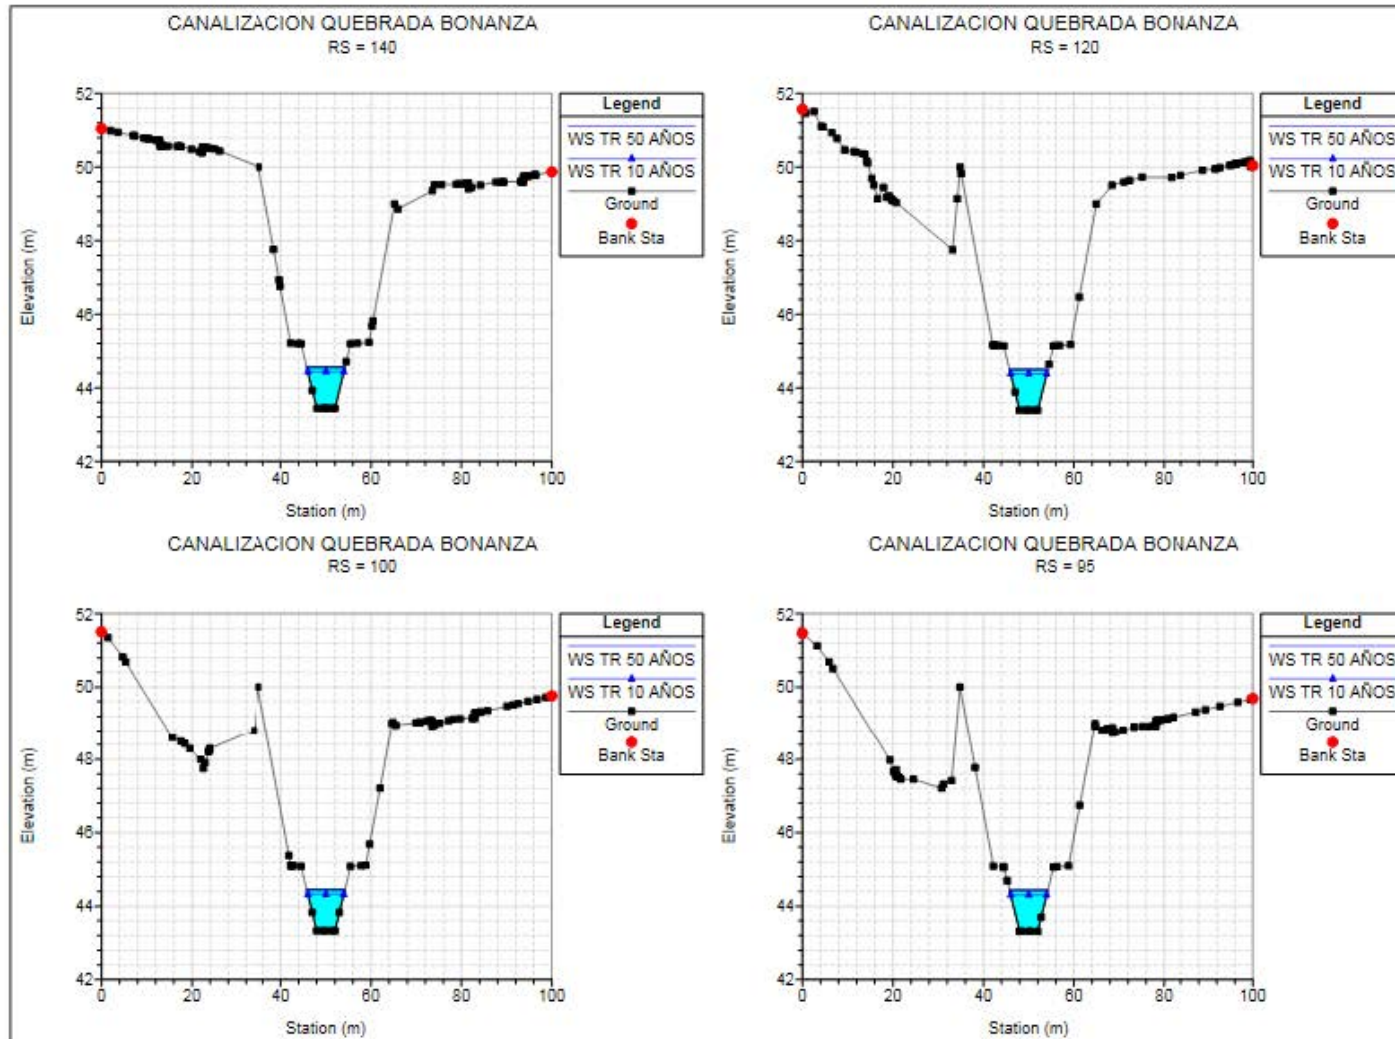 CANALIZACION QUEBRADA BONANZA
RS = 140
Elevation (m)
52
50
48
46
44
42
0 20 40 60 80 100
Station (m)
Legend
WS TR 50 AÑOS
WS TR 10 AÑOS
Ground
Bank Sta
CANALIZACION QUEBRADA BONANZA
RS = 120
Elevation (m)
52
50
48
46
44
42
0 20 40 60 80 100
Station (m)
Legend
WS TR 50 AÑOS
WS TR 10 AÑOS
Ground
Bank Sta
CANALIZACION QUEBRADA BONANZA
RS = 100
Elevation (m)
52
50
48
46
44
42
0 20 40 60 80 100
Station (m)
Legend
WS TR 50 AÑOS
WS TR 10 AÑOS
Ground
Bank Sta
CANALIZACION QUEBRADA BONANZA
RS = 95
Elevation (m)
52
50
48
46
44
42
0 20 40 60 80 100
Station (m)
Legend
WS TR 50 AÑOS
WS TR 10 AÑOS
Ground
Bank Sta